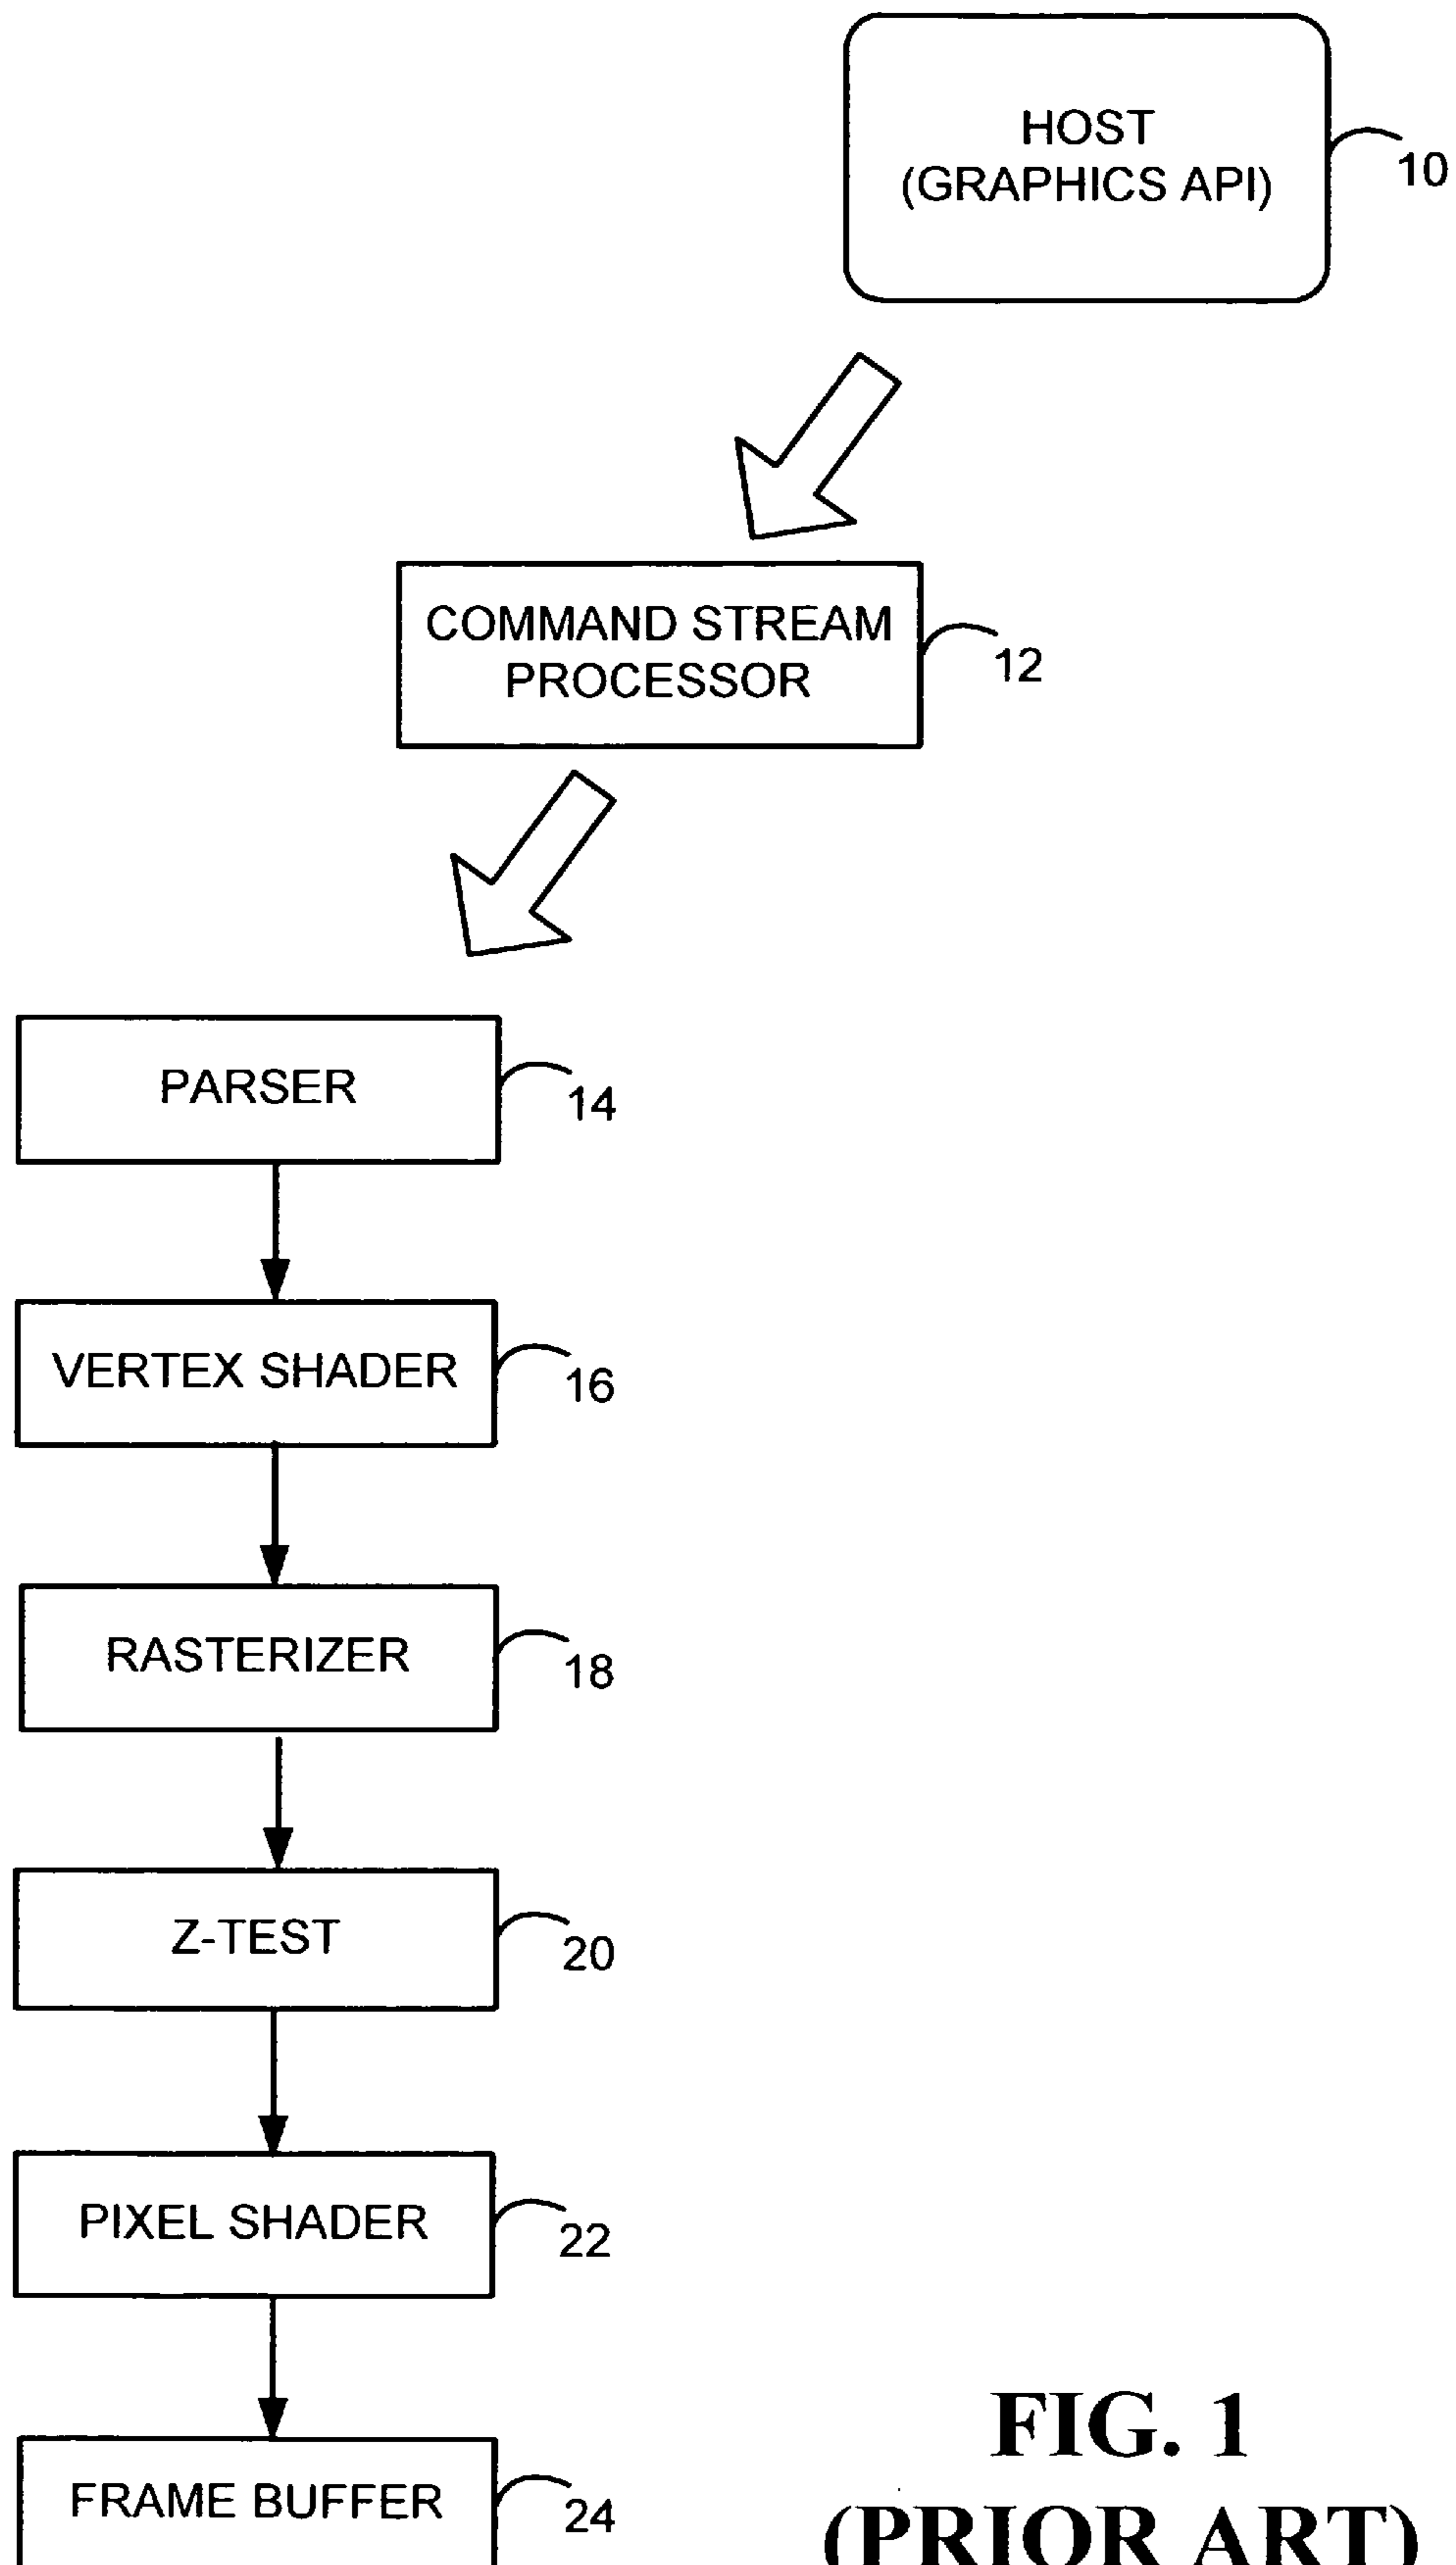 HOST
(GRAPHICS API)
10
COMMAND STREAM
PROCESSOR
12
PARSER
14
VERTEX SHADER
16
RASTERIZER
18
Z-TEST
20
PIXEL SHADER
22
FRAME BUFFER
24
FIG. 1
(PRIOR ART)